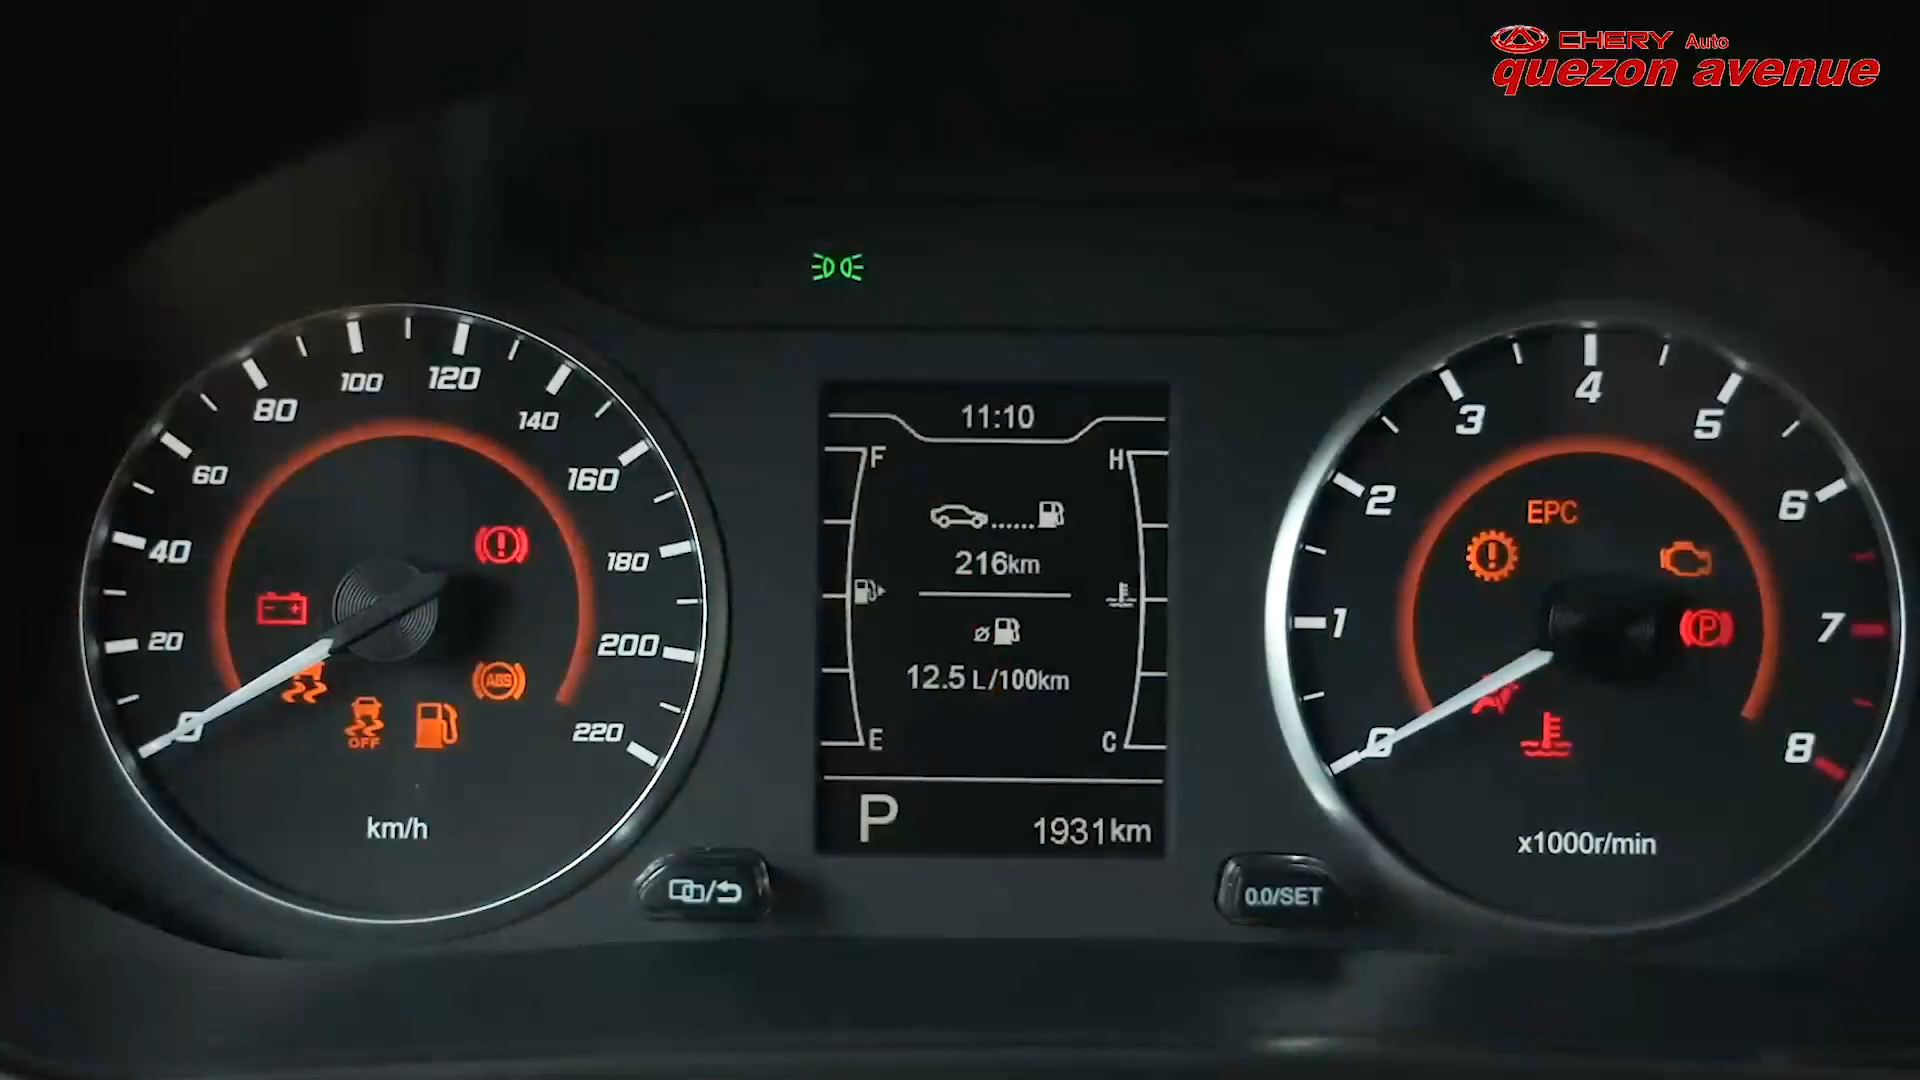 CHERY Auto
quezon avenue
0
20
40
60
80
100
120
140
160
180
200
220
ABS
OFF
km/h
11:10
F
H
216km
12.5 L/100km
E
C
P
1931km
0
1
2
3
4
5
6
7
8
EPC
P
x1000r/min
0.0/SET